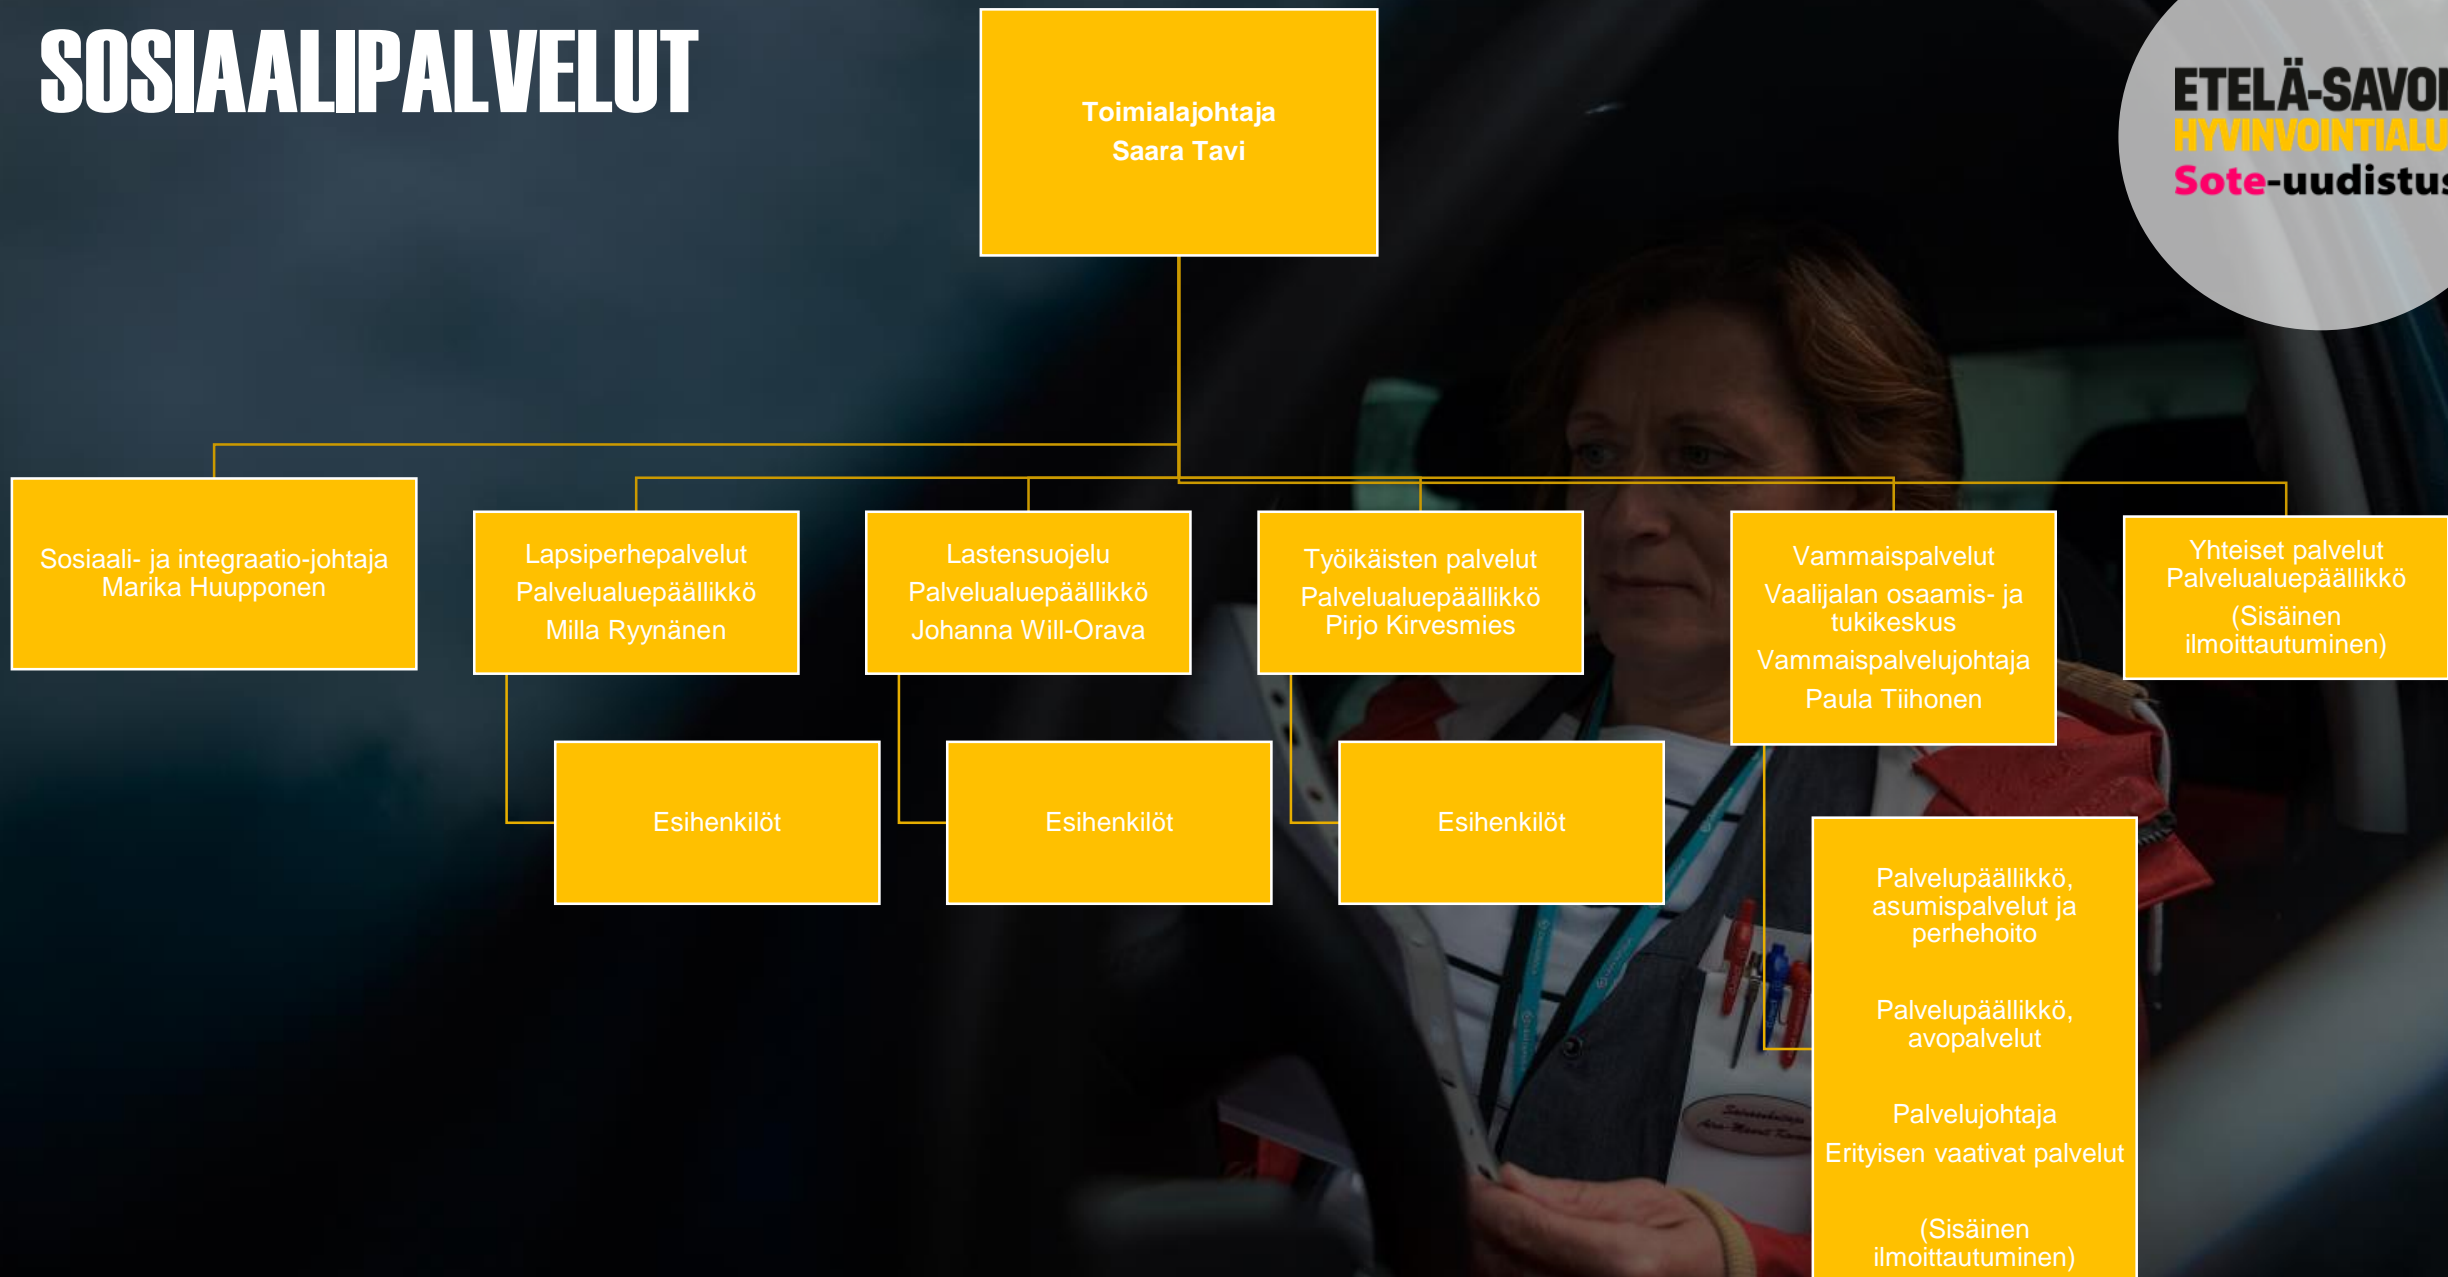 SOSIAALIPALVELUT
Toimialajohtaja
Saara Tavi
ETELÄ-SAVON
HYVINVOINTIALU
Sote-uudistus
Sosiaali- ja integraatio-johtaja
Marika Huupponen
Lapsiperhepalvelut
Palvelualuepäällikkö
Milla Ryynänen
Lastensuojelu
Palvelualuepäällikkö
Johanna Will-Orava
Työikäisten palvelut
Palvelualuepäällikkö
Pirjo Kirvesmies
Vammaispalvelut
Vaalijalan osaamis- ja
tukikeskus
Vammaispalvelujohtaja
Paula Tiihonen
Yhteiset palvelut
Palvelualuepäällikkö
(Sisäinen
ilmoittautuminen)
Esihenkilöt
Esihenkilöt
Esihenkilöt
Palvelupäällikkö,
asumispalvelut ja
perhehoito
Palvelupäällikkö,
avopalvelut
Palvelujohtaja
Erityisen vaativat palvelut
(Sisäinen
ilmoittautuminen)